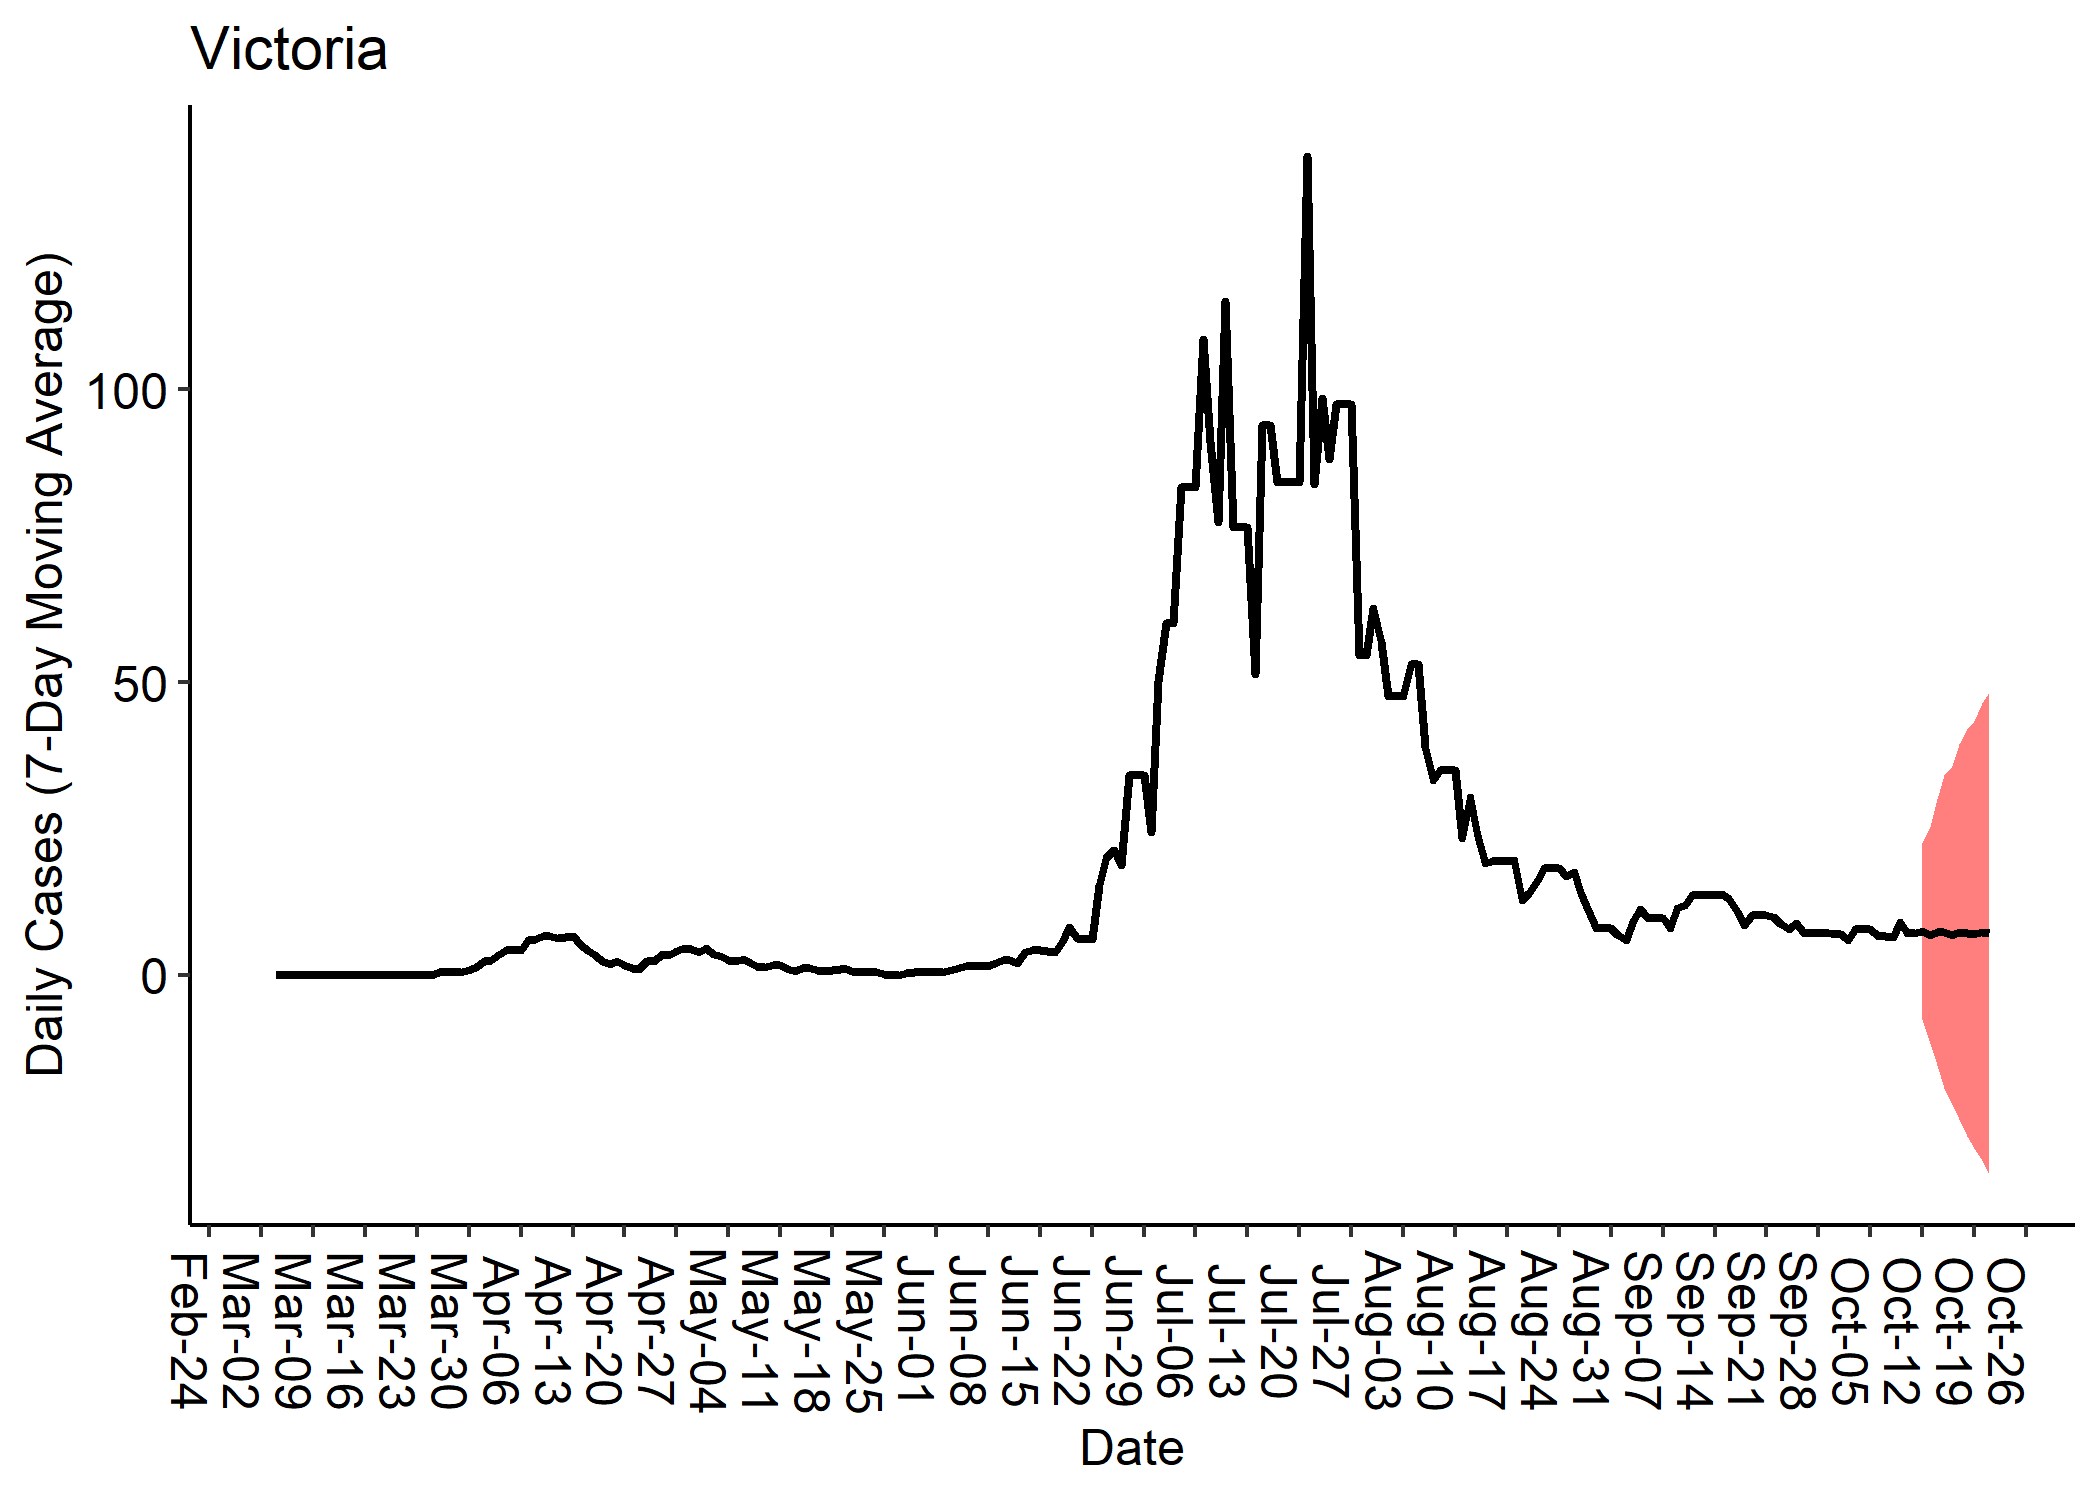 Victoria
Daily Cases (7-Day Moving Average)
100
50
0
Feb-24
Mar-02
Mar-09
Mar-16
Mar-23
Mar-30
Apr-06
Apr-13
Apr-20
Apr-27
May-04
May-11
May-18
May-25
Jun-01
Jun-08
Jun-15
Jun-22
Jun-29
Jul-06
Jul-13
Jul-20
Jul-27
Aug-03
Aug-10
Aug-17
Aug-24
Aug-31
Sep-07
Sep-14
Sep-21
Sep-28
Oct-05
Oct-12
Oct-19
Oct-26
Date